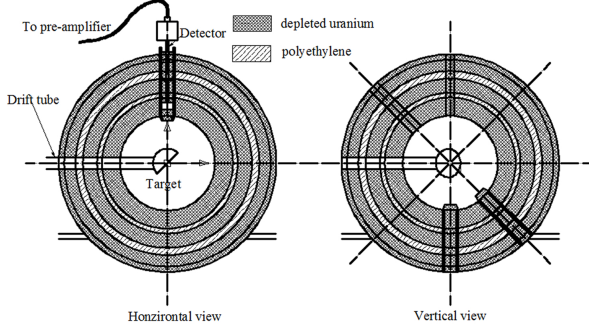 To pre-amplifier
Detector
depleted uranium
polyethylene
Drift tube
Target
Honzirontal view
Vertical view